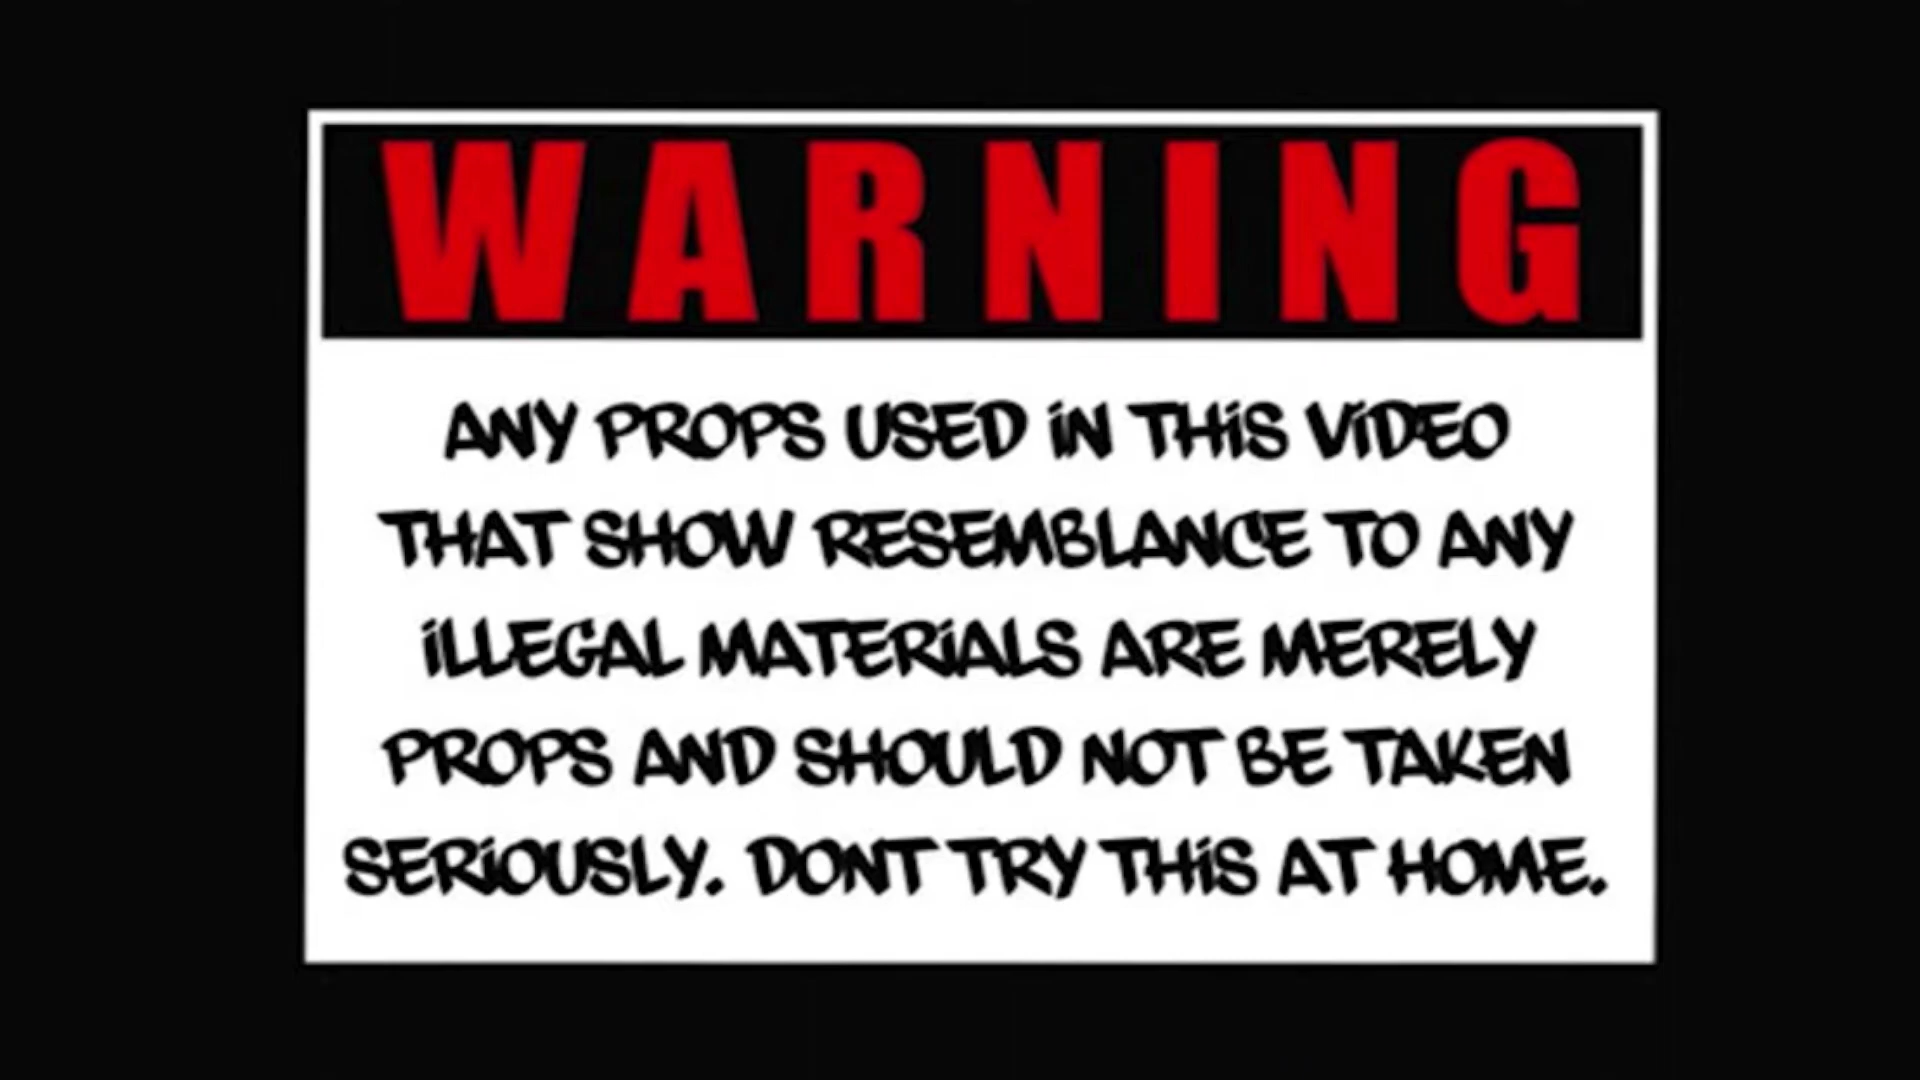 WARNING
ANY PROPS USED iN THiS ViDEO
THAT SHOW RESEMBLANCE TO ANY
iLLEGAL MATERiALS ARE MERELY
PROPS AND SHOULD NOT BE TAKEN
SERiOUSLY. DONT TRY THiS AT HOME.